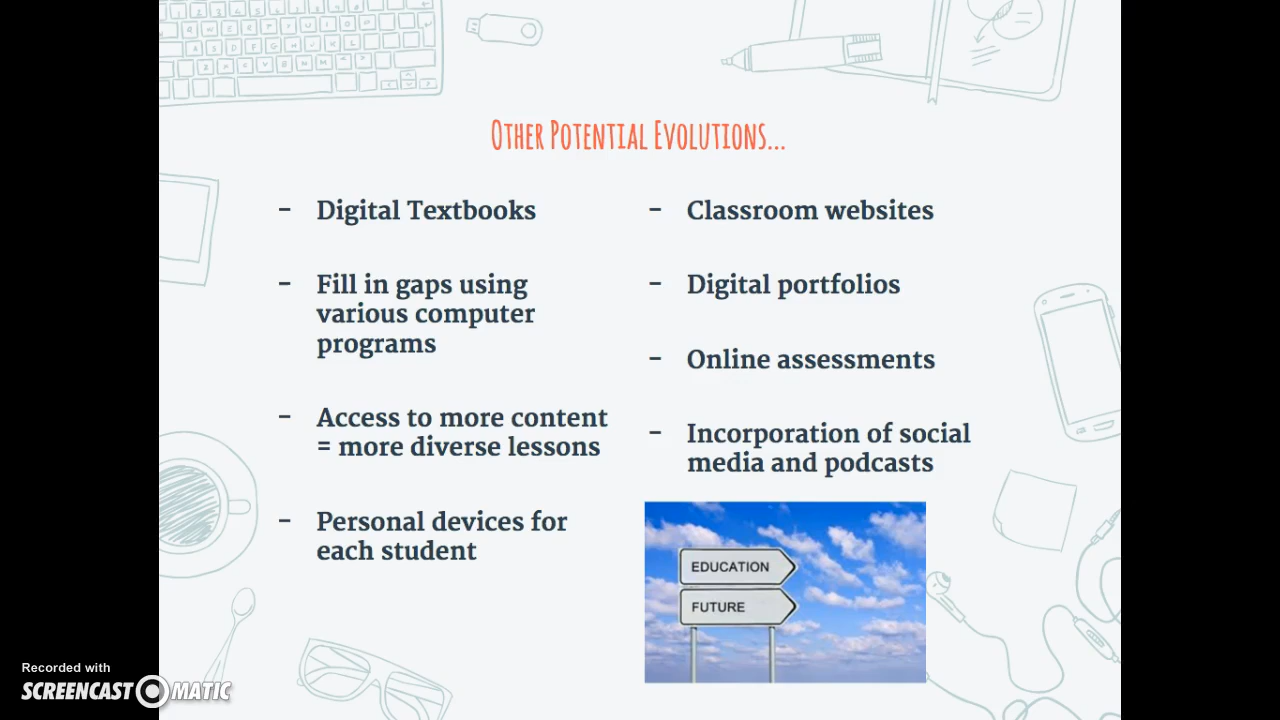 Other Potential Evolutions...
- Digital Textbooks
- Fill in gaps using
various computer
programs
- Access to more content
= more diverse lessons
- Personal devices for
each student
- Classroom websites
- Digital portfolios
- Online assessments
- Incorporation of social
media and podcasts
EDUCATION
FUTURE
Recorded with
SCREENCAST MATIC